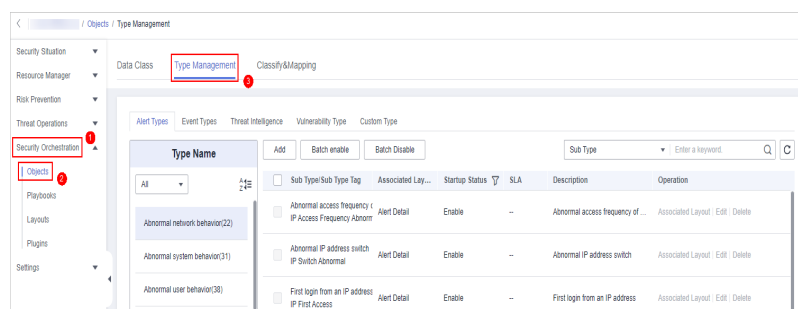 / Objects / Type Management
Security Situation
Resource Manager
Risk Prevention
Threat Operations
Security Orchestration
1
Objects
2
Playbooks
Layouts
Plugins
Settings
Data Class Type Management Classify&Mapping
3
Alert Types Event Types Threat Intelligence Vulnerability Type Custom Type
Type Name
All
A
Z
Abnormal network behavior(22)
Abnormal system behavior(31)
Abnormal user behavior(38)
Add Batch enable Batch Disable Sub Type Enter a keyword. C
Sub Type/Sub Type Tag Associated Lay... Startup Status SLA Description Operation
Abnormal access frequency
IP Access Frequency Abnorm
Alert Detail Enable -- Abnormal access frequency of ... Associated Layout Edit Delete
Abnormal IP address switch
IP Switch Abnormal
Alert Detail Enable -- Abnormal IP address switch Associated Layout Edit Delete
First login from an IP address
IP First Access
Alert Detail Enable -- First login from an IP address Associated Layout Edit Delete